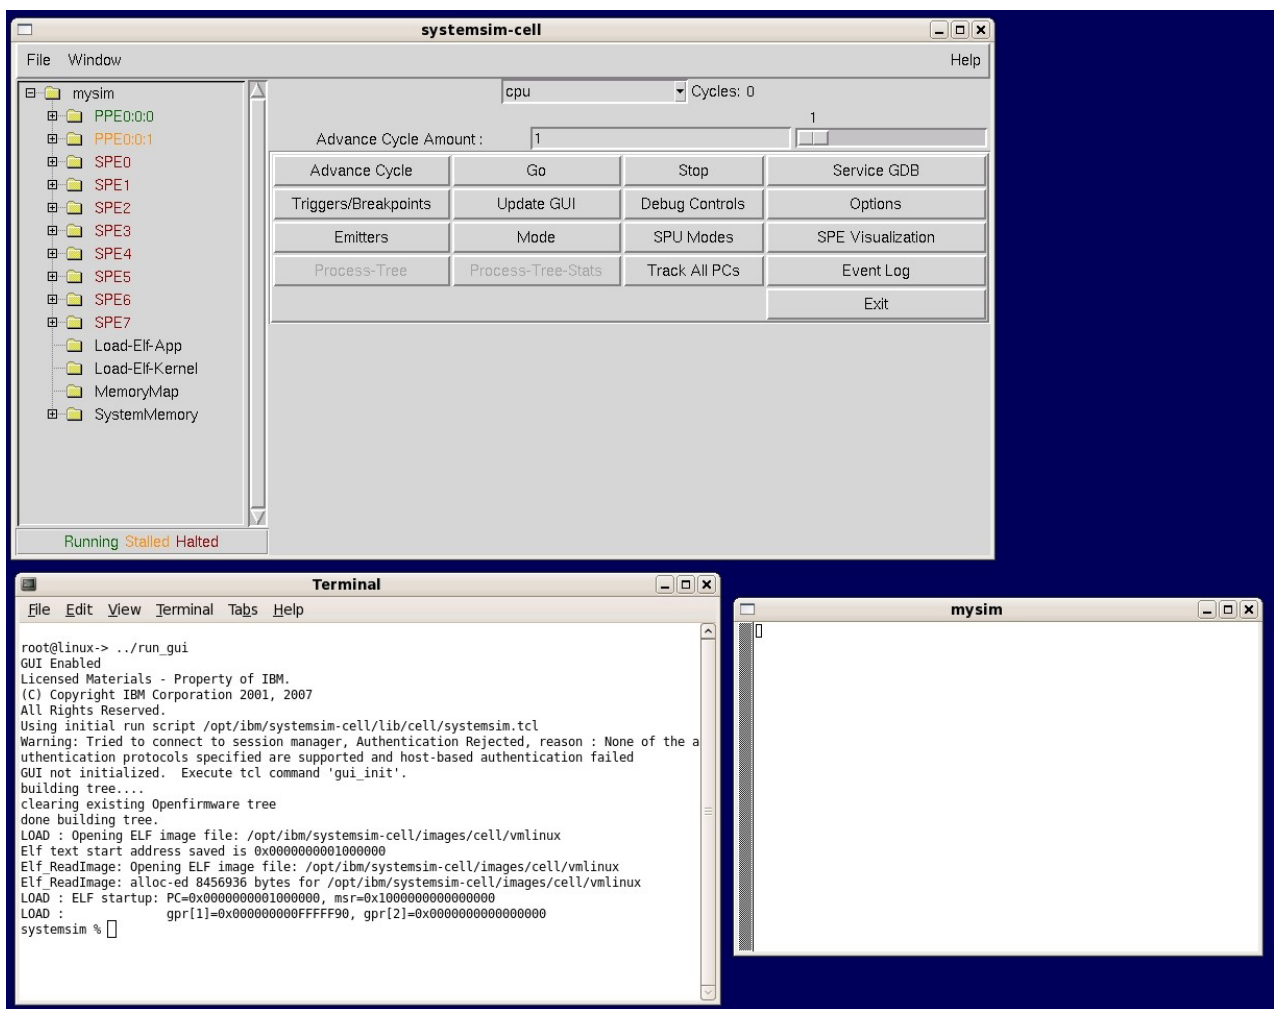 systemsim-cell
File Window Help
mysim
PPE0:0:0
PPE0:0:1
SPE0
SPE1
SPE2
SPE3
SPE4
SPE5
SPE6
SPE7
Load-Elf-App
Load-Elf-Kernel
MemoryMap
SystemMemory
Running Stalled Halted
cpu Cycles: 0
1
Advance Cycle Amount : 1
Advance Cycle Go Stop Service GDB
Triggers/Breakpoints Update GUI Debug Controls Options
Emitters Mode SPU Modes SPE Visualization
Process-Tree Process-Tree-Stats Track All PCs Event Log
Exit
Terminal
File Edit View Terminal Tabs Help
root@linux-> ../run_gui
GUI Enabled
Licensed Materials - Property of IBM.
(C) Copyright IBM Corporation 2001, 2007
All Rights Reserved.
Using initial run script /opt/ibm/systemsim-cell/lib/cell/systemsim.tcl
Warning: Tried to connect to session manager, Authentication Rejected, reason : None of the a
uthentication protocols specified are supported and host-based authentication failed
GUI not initialized.  Execute tcl command 'gui_init'.
building tree....
clearing existing Openfirmware tree
done building tree.
LOAD : Opening ELF image file: /opt/ibm/systemsim-cell/images/cell/vmlinux
Elf text start address saved is 0x0000000001000000
Elf_ReadImage: Opening ELF image file: /opt/ibm/systemsim-cell/images/cell/vmlinux
Elf_ReadImage: alloc-ed 8456936 bytes for /opt/ibm/systemsim-cell/images/cell/vmlinux
LOAD : ELF startup: PC=0x0000000001000000, msr=0x1000000000000000
LOAD :              gpr[1]=0x000000000FFFFF90, gpr[2]=0x0000000000000000
systemsim %
mysim